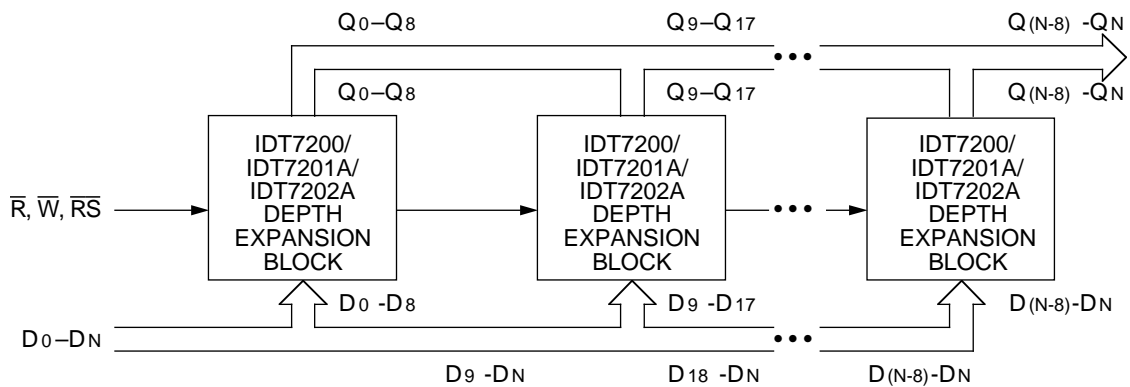 Q0–Q8 Q9–Q17 Q(N-8) -QN
Q0–Q8 Q9–Q17 Q(N-8) -QN
IDT7200/
IDT7201A/
IDT7202A
DEPTH
EXPANSION
BLOCK
IDT7200/
IDT7201A/
IDT7202A
DEPTH
EXPANSION
BLOCK
IDT7200/
IDT7201A/
IDT7202A
DEPTH
EXPANSION
BLOCK
R̅, W̅, R̅S̅
•••
•••
•••
D0 -D8 D9 -D17 D(N-8)-DN
D0–DN
D9 -DN D18 -DN D(N-8)-DN